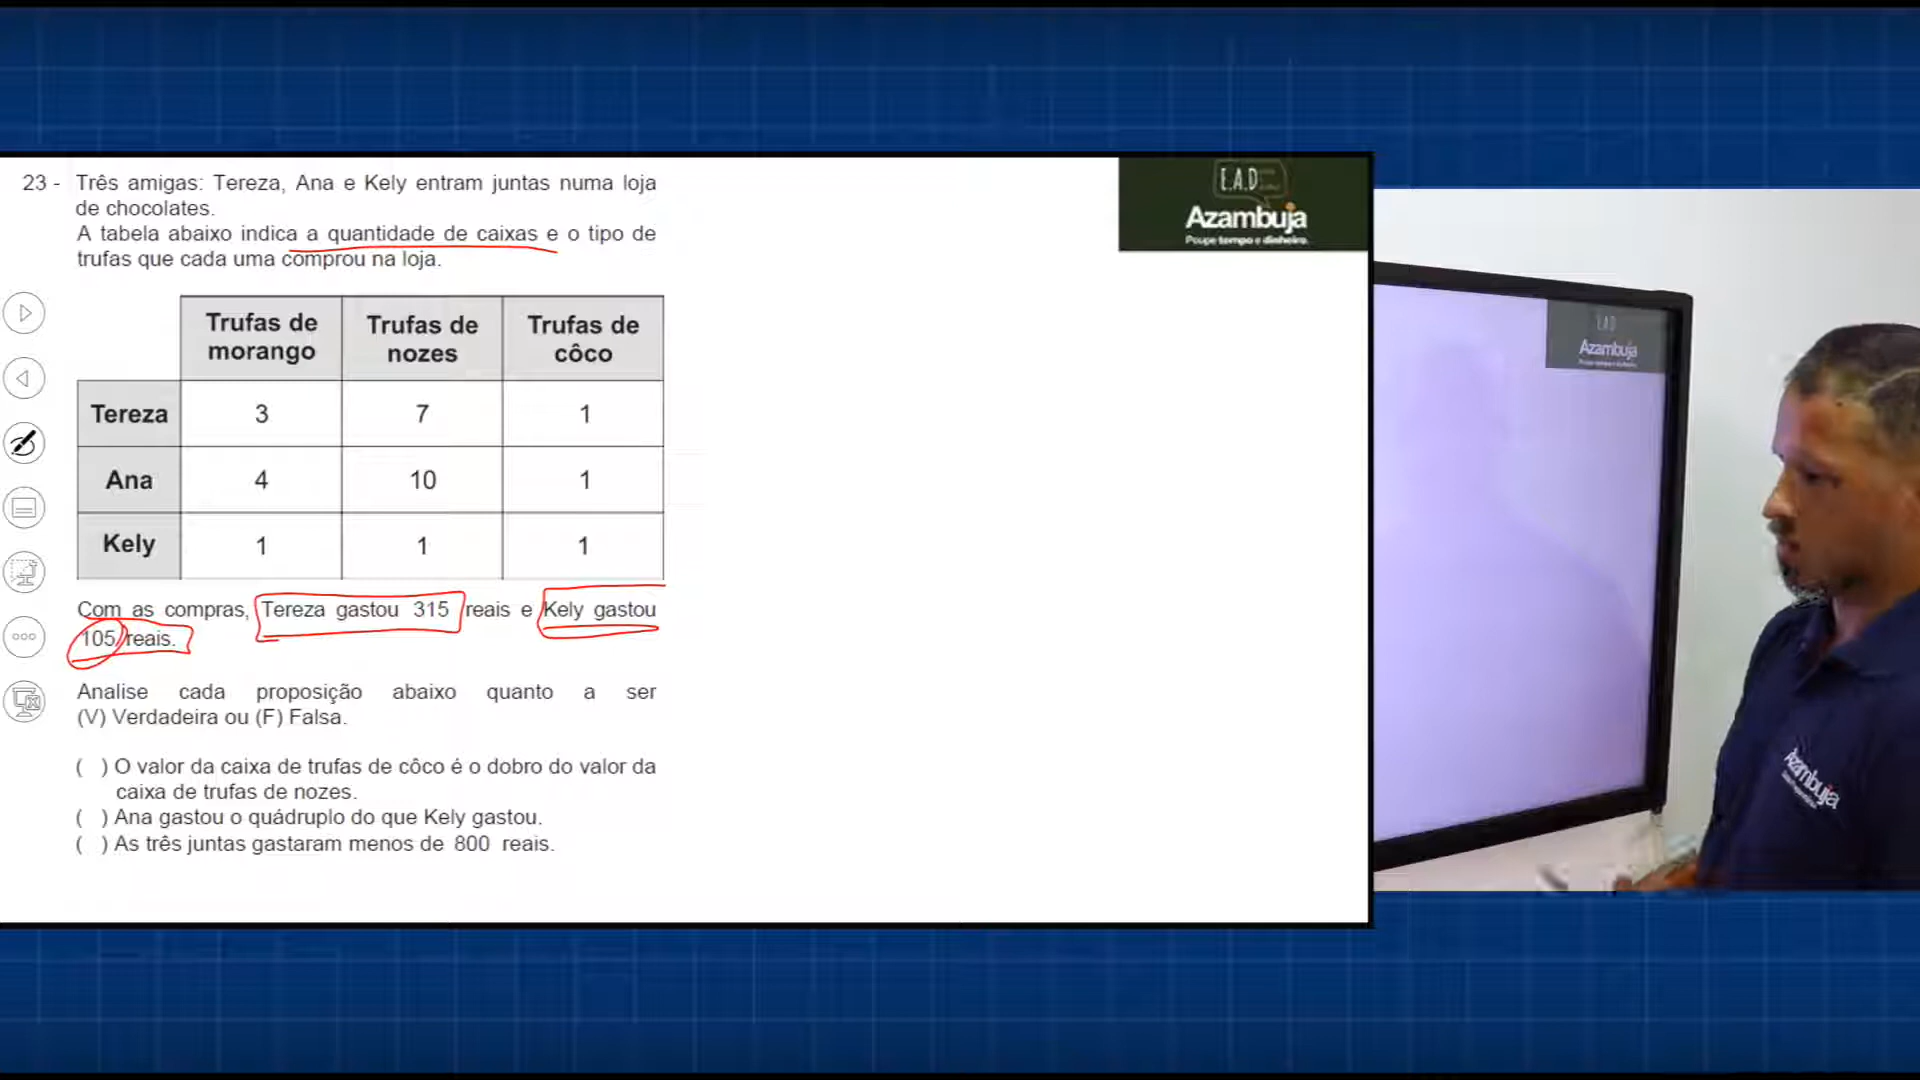 23 - Três amigas: Tereza, Ana e Kely entram juntas numa loja
de chocolates.
A tabela abaixo indica a quantidade de caixas e o tipo de
trufas que cada uma comprou na loja.
Trufas de morango Trufas de nozes Trufas de côco
Tereza 3 7 1
Ana 4 10 1
Kely 1 1 1
Com as compras, Tereza gastou 315 reais e Kely gastou
105 reais.
Analise cada proposição abaixo quanto a ser
(V) Verdadeira ou (F) Falsa.
( ) O valor da caixa de trufas de côco é o dobro do valor da
caixa de trufas de nozes.
( ) Ana gastou o quádruplo do que Kely gastou.
( ) As três juntas gastaram menos de 800 reais.
E.A.D
Azambuja
Poupe tempo e dinheiro.
EAD
Azambuja
Azambuja